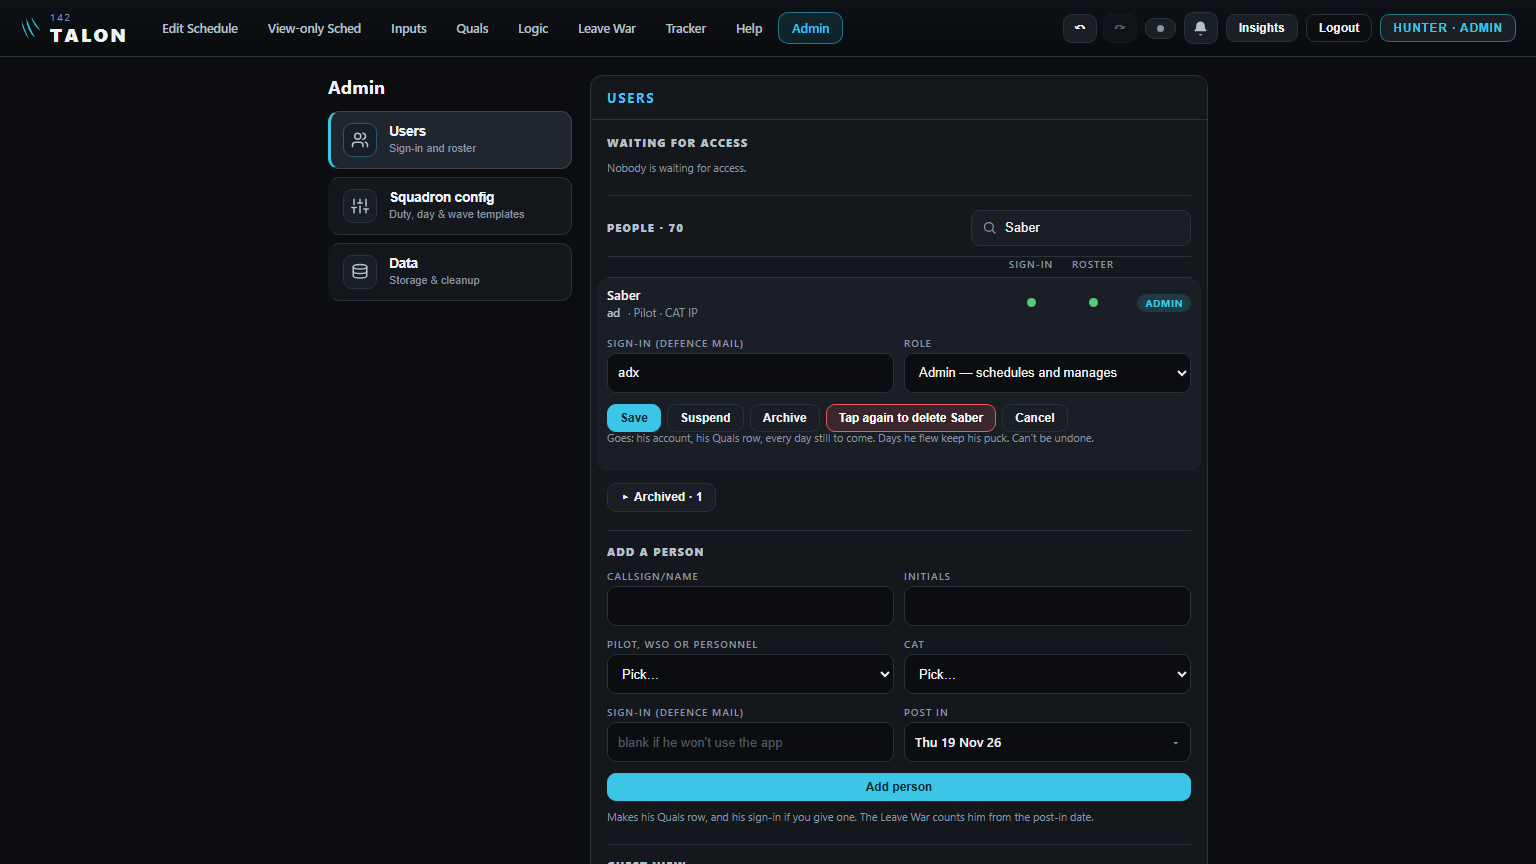 142
TALON
Edit Schedule
View-only Sched
Inputs
Quals
Logic
Leave War
Tracker
Help
Admin
Insights
Logout
HUNTER · ADMIN
Admin
Users
Sign-in and roster
Squadron config
Duty, day & wave templates
Data
Storage & cleanup
USERS
WAITING FOR ACCESS
Nobody is waiting for access.
PEOPLE · 70
Saber
SIGN-IN
ROSTER
Saber
ad · Pilot · CAT IP
ADMIN
SIGN-IN (DEFENCE MAIL)
ROLE
adx
Admin — schedules and manages
Save
Suspend
Archive
Tap again to delete Saber
Cancel
Goes: his account, his Quals row, every day still to come. Days he flew keep his puck. Can't be undone.
▸ Archived · 1
ADD A PERSON
CALLSIGN/NAME
INITIALS
PILOT, WSO OR PERSONNEL
CAT
Pick…
Pick…
SIGN-IN (DEFENCE MAIL)
POST IN
blank if he won't use the app
Thu 19 Nov 26
Add person
Makes his Quals row, and his sign-in if you give one. The Leave War counts him from the post-in date.